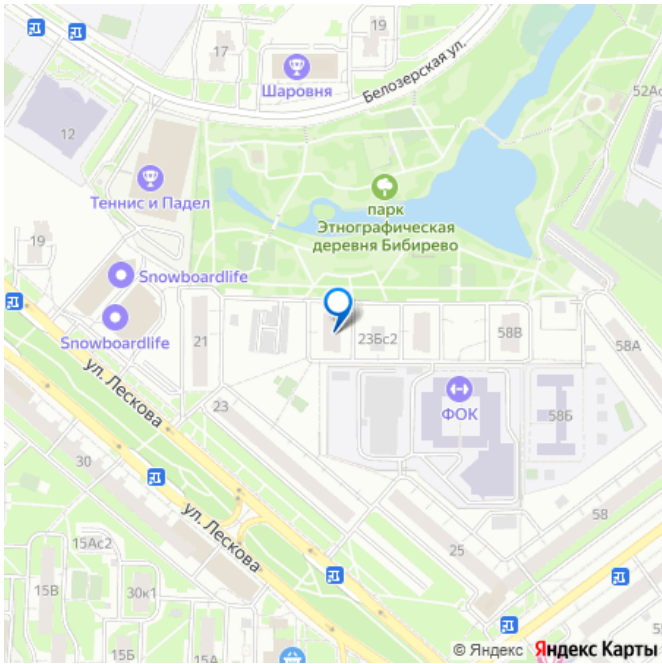 19
17
Шаровня
Белозерская ул.
52Ас
12
Теннис и Падел
парк
Этнографическая
деревня Бибирево
19
Snowboardlife
Snowboardlife
21
23Бс2
58В
58А
ул. Лескова
23
ФОК
58Б
30
ул. Лескова
58
25
15Ас2
15В
30к1
15Б
15А
© Яндекс Яндекс Карты